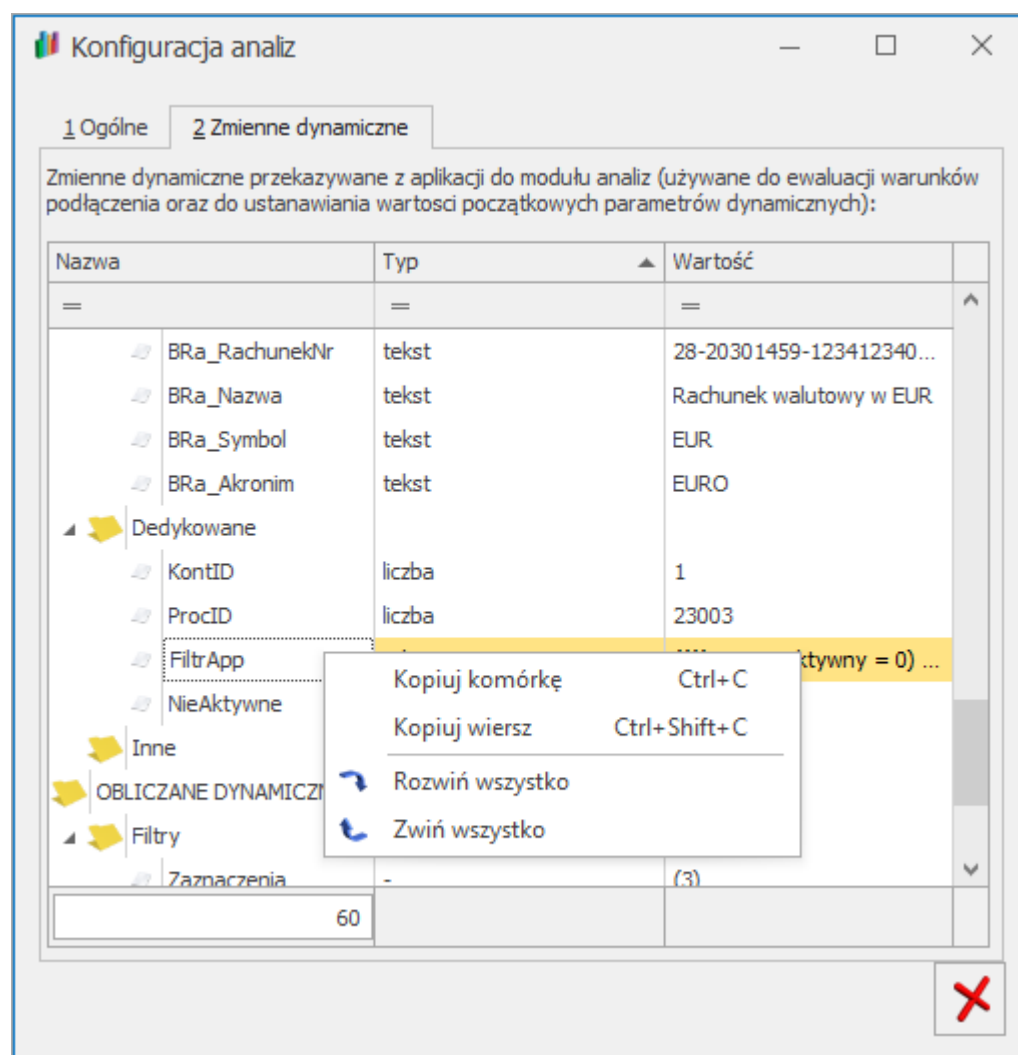 Konfiguracja analiz
1 Ogólne 2 Zmienne dynamiczne
Zmienne dynamiczne przekazywane z aplikacji do modułu analiz (używane do ewaluacji warunków
podłączenia oraz do ustanawiania wartosci początkowych parametrów dynamicznych):
Nazwa Typ Wartość
= = =
BRa_RachunekNr tekst 28-20301459-123412340...
BRa_Nazwa tekst Rachunek walutowy w EUR
BRa_Symbol tekst EUR
BRa_Akronim tekst EURO
Dedykowane
KontID liczba 1
ProcID liczba 23003
FiltrApp = 0) ...
Kopiuj komórkę Ctrl+C
NieAktywne
Kopiuj wiersz Ctrl+Shift+C
Inne
Rozwiń wszystko
OBLICZANE
Zwiń wszystko
Filtry
Zaznaczenia - (3)
60